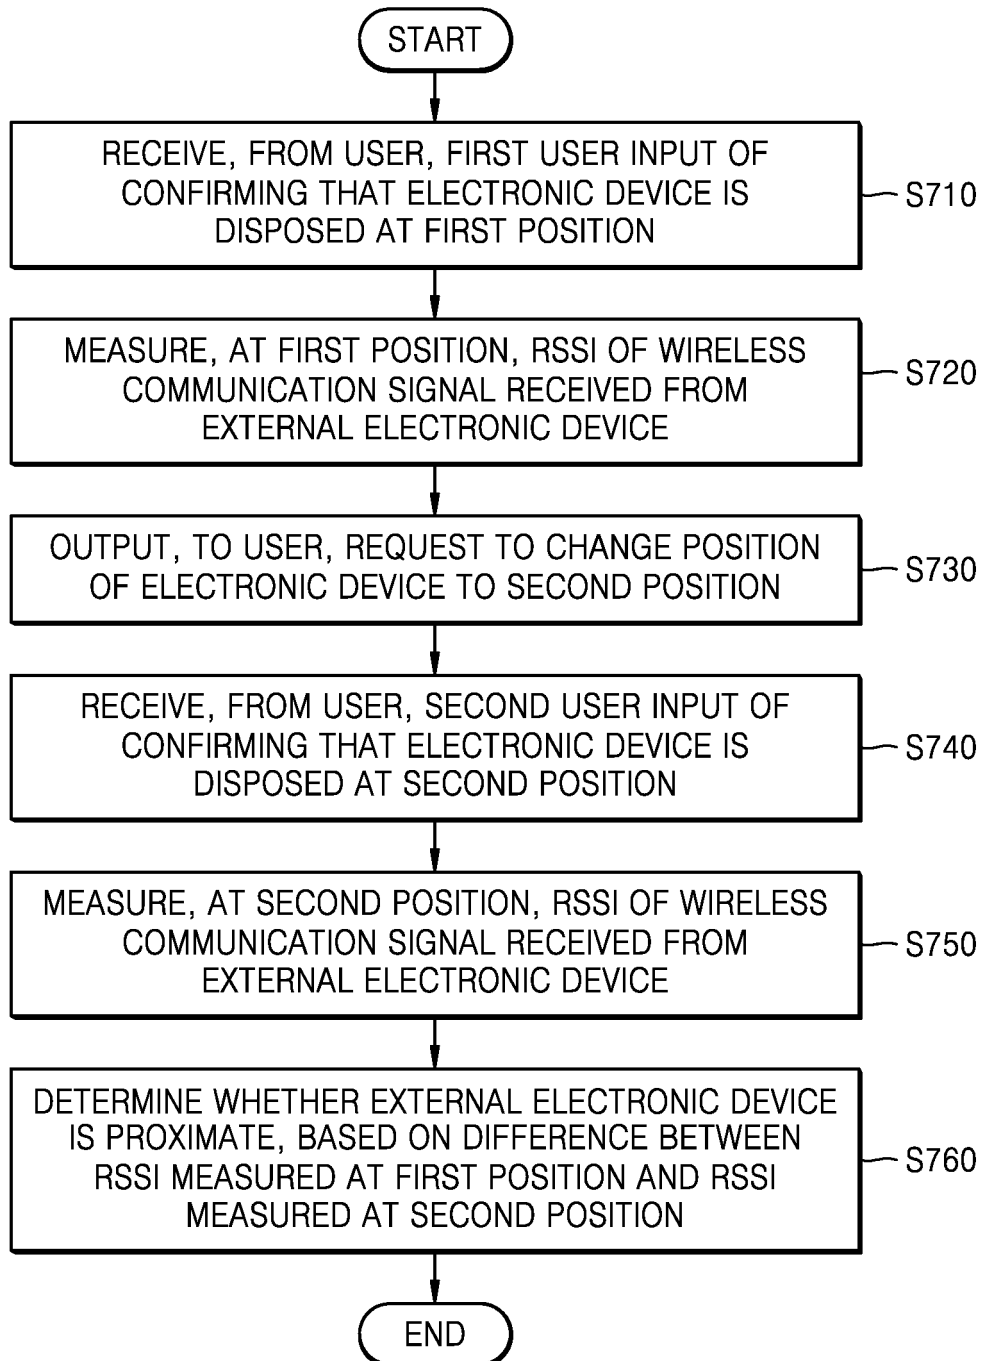 START
RECEIVE, FROM USER, FIRST USER INPUT OF
CONFIRMING THAT ELECTRONIC DEVICE IS
DISPOSED AT FIRST POSITION
S710
MEASURE, AT FIRST POSITION, RSSI OF WIRELESS
COMMUNICATION SIGNAL RECEIVED FROM
EXTERNAL ELECTRONIC DEVICE
S720
OUTPUT, TO USER, REQUEST TO CHANGE POSITION
OF ELECTRONIC DEVICE TO SECOND POSITION
S730
RECEIVE, FROM USER, SECOND USER INPUT OF
CONFIRMING THAT ELECTRONIC DEVICE IS
DISPOSED AT SECOND POSITION
S740
MEASURE, AT SECOND POSITION, RSSI OF WIRELESS
COMMUNICATION SIGNAL RECEIVED FROM
EXTERNAL ELECTRONIC DEVICE
S750
DETERMINE WHETHER EXTERNAL ELECTRONIC DEVICE
IS PROXIMATE, BASED ON DIFFERENCE BETWEEN
RSSI MEASURED AT FIRST POSITION AND RSSI
MEASURED AT SECOND POSITION
S760
END